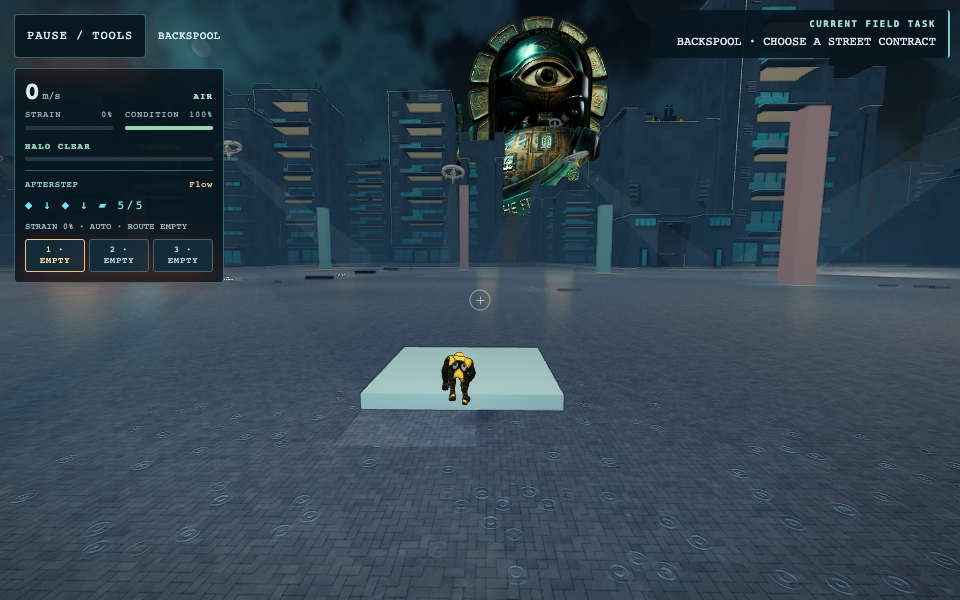 PAUSE / TOOLS
BACKSPOOL
CURRENT FIELD TASK
BACKSPOOL · CHOOSE A STREET CONTRACT
0 m/s
AIR
STRAIN 0%
CONDITION 100%
HALO CLEAR
AFTERSTEP
Flow
5/5
STRAIN 0% · AUTO · ROUTE EMPTY
1 · EMPTY
2 · EMPTY
3 · EMPTY